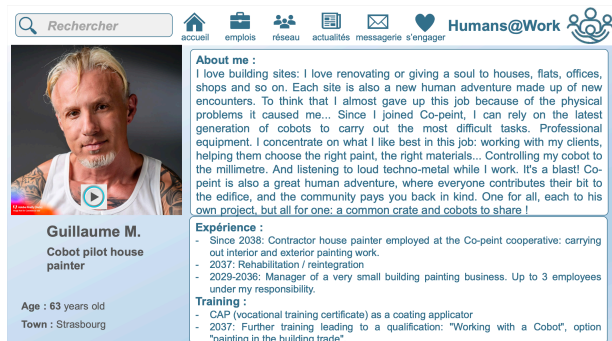 Rechercher
accueil emplois réseau actualités messagerie s'engager
Humans@Work
About me :
I love building sites: I love renovating or giving a soul to houses, flats, offices,
shops and so on. Each site is also a new human adventure made up of new
encounters. To think that I almost gave up this job because of the physical
problems it caused me... Since I joined Co-peint, I can rely on the latest
generation of cobots to carry out the most difficult tasks. Professional
equipment. I concentrate on what I like best in this job: working with my clients,
helping them choose the right paint, the right materials... Controlling my cobot to
the millimetre. And listening to loud techno-metal while I work. It's a blast! Co-
peint is also a great human adventure, where everyone contributes their bit to
the edifice, and the community pays you back in kind. One for all, each to his
own project, but all for one: a common crate and cobots to share !
Guillaume M.
Cobot pilot house
painter
Age : 63 years old
Town : Strasbourg
Expérience :
- Since 2038: Contractor house painter employed at the Co-peint cooperative: carrying
out interior and exterior painting work.
- 2037: Rehabilitation / reintegration
- 2029-2036: Manager of a very small building painting business. Up to 3 employees
under my responsibility.
Training :
- CAP (vocational training certificate) as a coating applicator
- 2037: Further training leading to a qualification: "Working with a Cobot", option
"painting in the building trade"